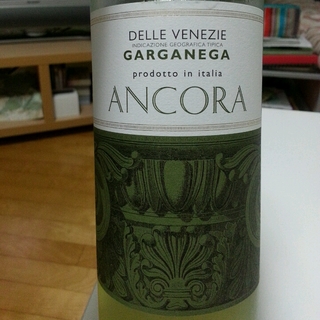 DELLE VENEZIE
INDICAZIONE GEOGRAFICA TIPICA
GARGANEGA
prodotto in italia
ANCORA